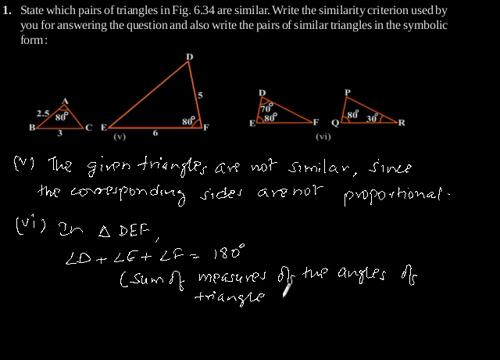 1. State which pairs of triangles in Fig. 6.34 are similar. Write the similarity criterion used by
you for answering the question and also write the pairs of similar triangles in the symbolic
form:
D
A
2.5
80°
B
3
C
5
80°
E
6
F
(v)
D
70°
80°
E
F
P
80°
30°
Q
R
(vi)
(v) The given triangles are not similar, since
the corresponding sides are not proportional.
(vi) In △ DEF,
∠D + ∠E + ∠F = 180°
(Sum of measures of the angles of
triangle